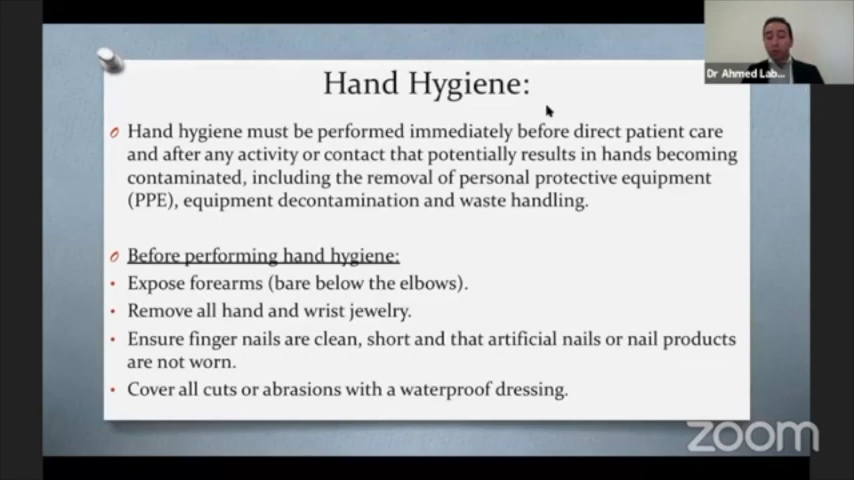 Dr Ahmed Lab...
Hand Hygiene:
Hand hygiene must be performed immediately before direct patient care
and after any activity or contact that potentially results in hands becoming
contaminated, including the removal of personal protective equipment
(PPE), equipment decontamination and waste handling.
Before performing hand hygiene:
• Expose forearms (bare below the elbows).
• Remove all hand and wrist jewelry.
• Ensure finger nails are clean, short and that artificial nails or nail products
are not worn.
• Cover all cuts or abrasions with a waterproof dressing.
zoom